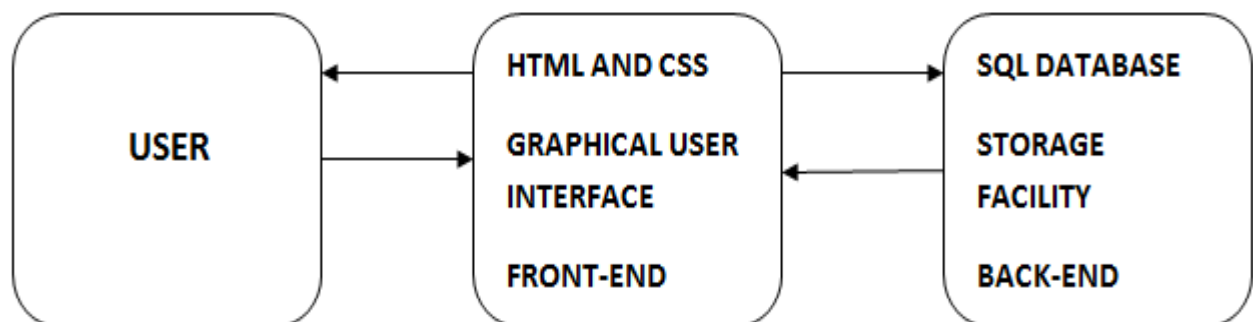 USER
HTML AND CSS
GRAPHICAL USER
INTERFACE
FRONT-END
SQL DATABASE
STORAGE
FACILITY
BACK-END